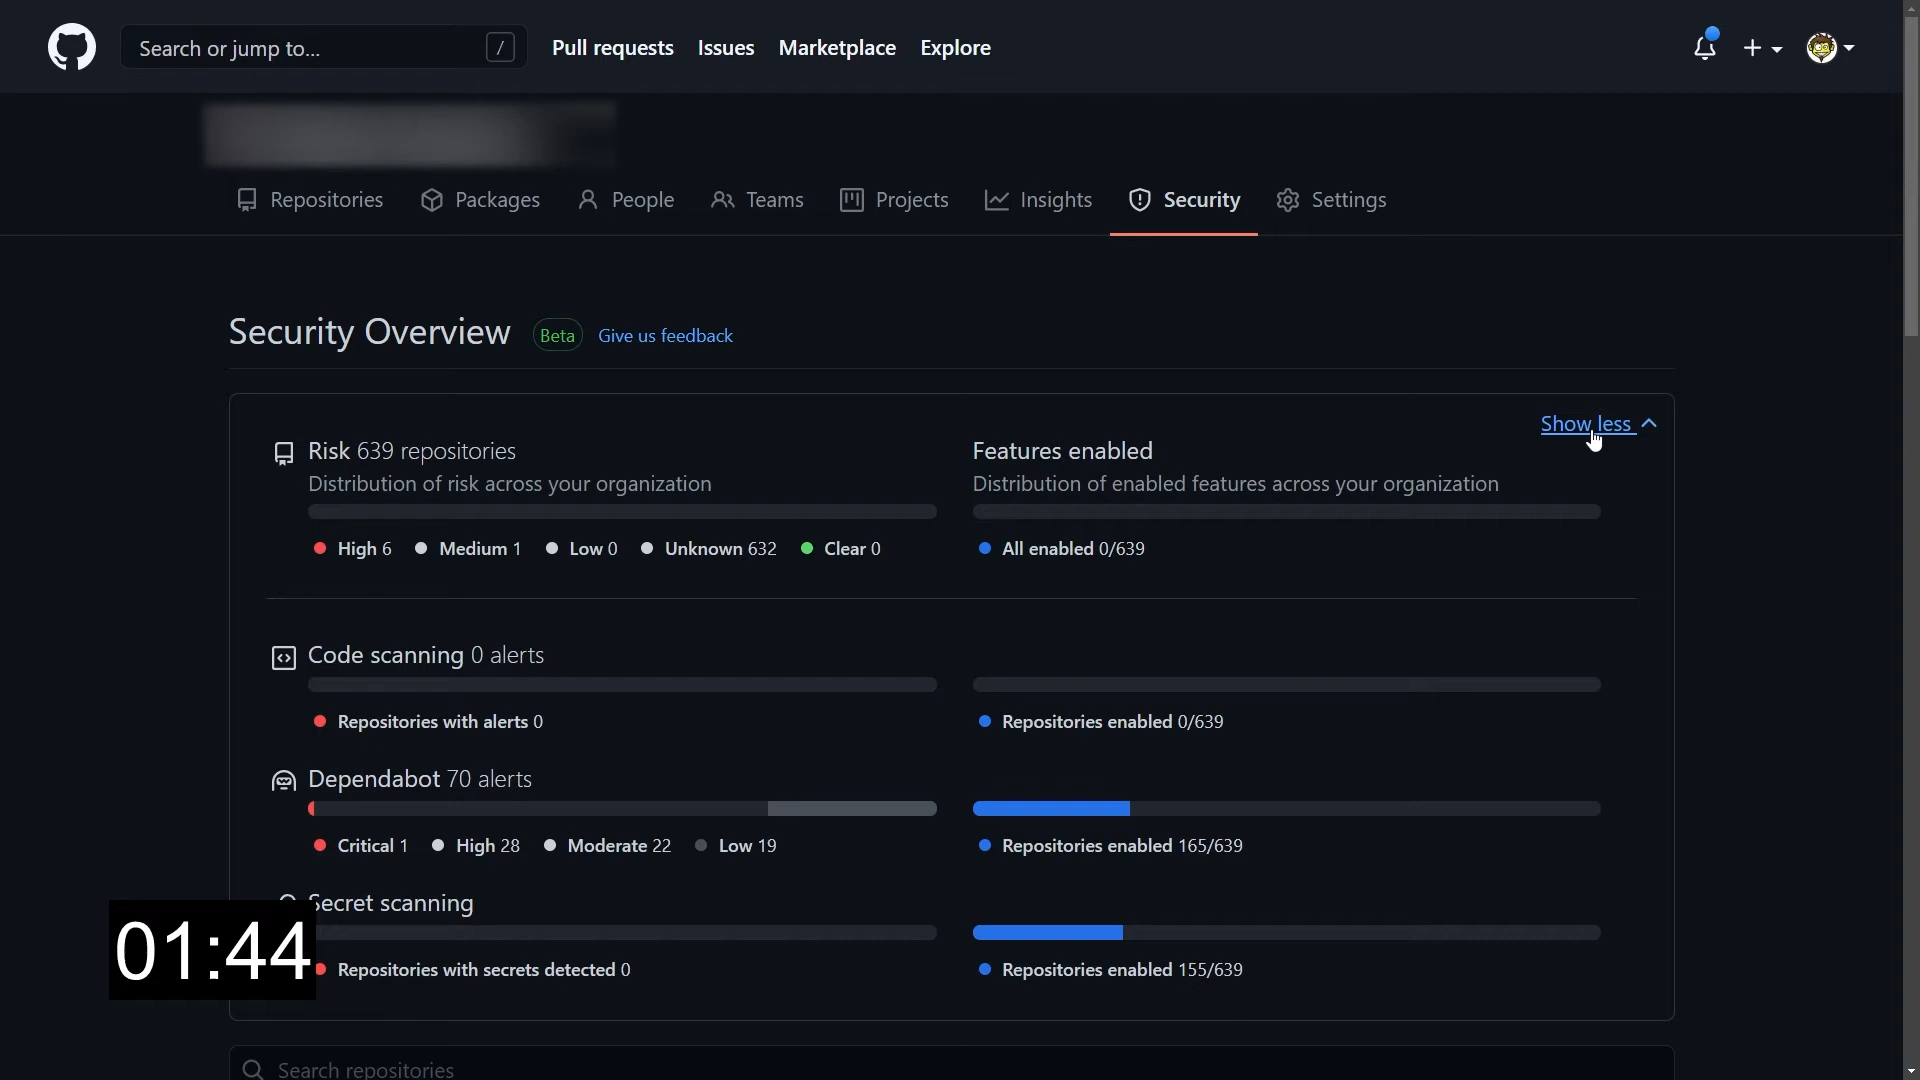 Search or jump to... /
Pull requests Issues Marketplace Explore
Repositories Packages People Teams Projects Insights Security Settings
Security Overview Beta Give us feedback
Show less
Risk 639 repositories
Distribution of risk across your organization
High 6 Medium 1 Low 0 Unknown 632 Clear 0
Features enabled
Distribution of enabled features across your organization
All enabled 0/639
Code scanning 0 alerts
Repositories with alerts 0
Repositories enabled 0/639
Dependabot 70 alerts
Critical 1 High 28 Moderate 22 Low 19
Repositories enabled 165/639
Secret scanning
Repositories with secrets detected 0
Repositories enabled 155/639
01:44
Search repositories